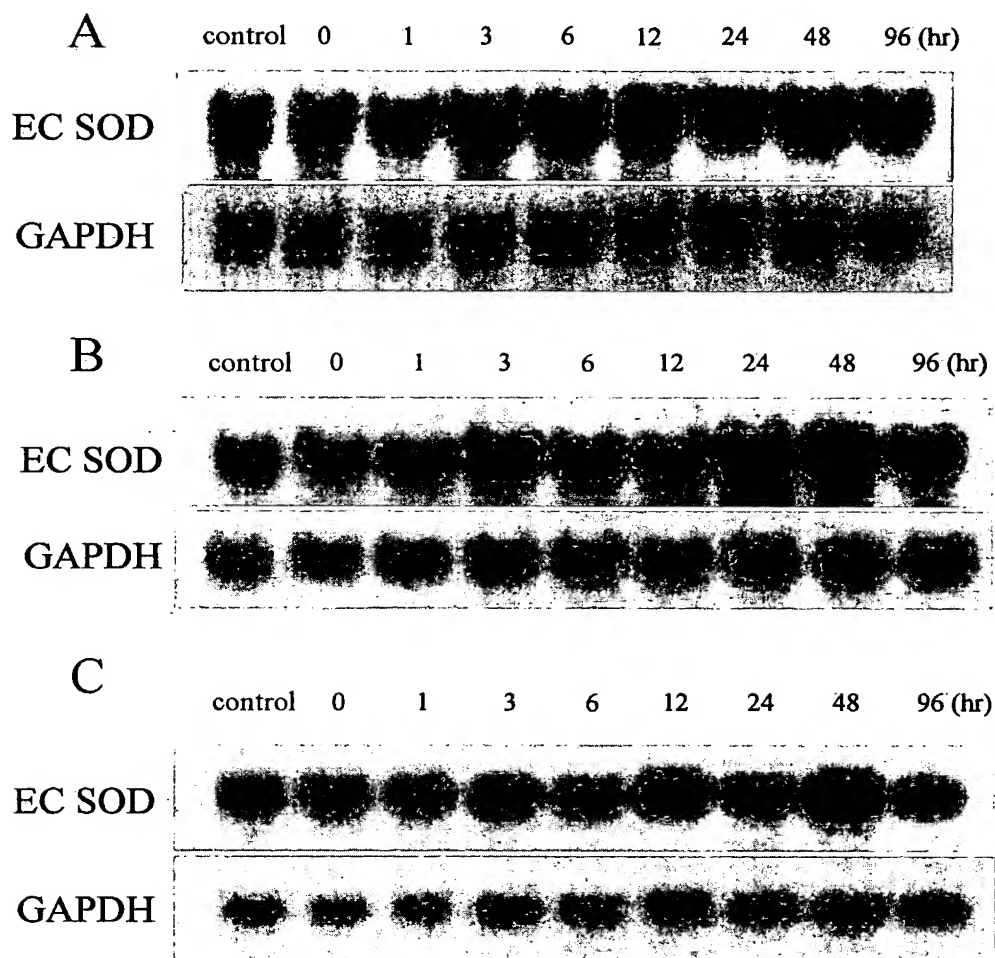 A
control 0 1 3 6 12 24 48 96 (hr)
EC SOD
GAPDH
B
control 0 1 3 6 12 24 48 96 (hr)
EC SOD
GAPDH
C
control 0 1 3 6 12 24 48 96 (hr)
EC SOD
GAPDH